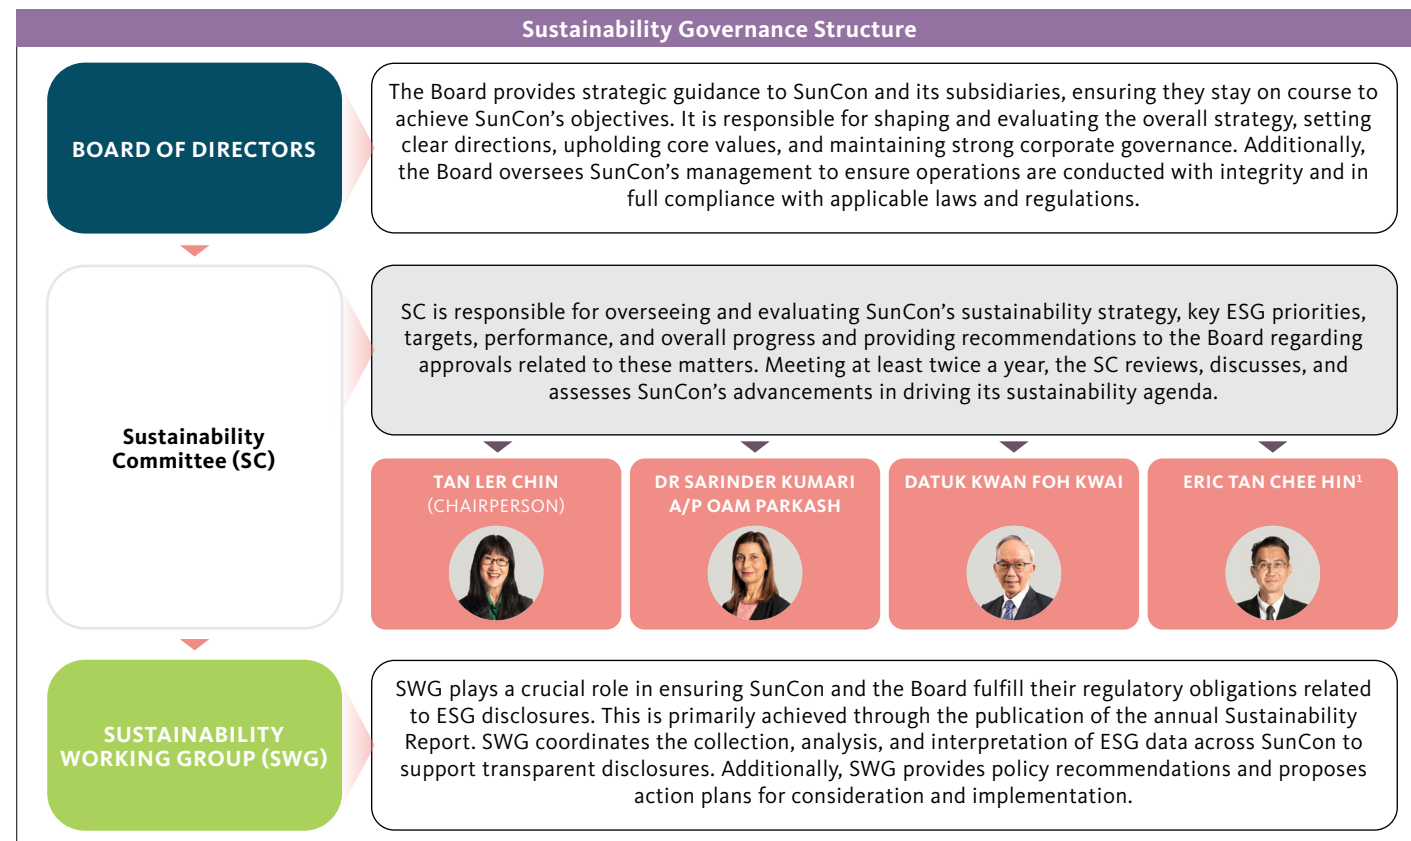 Sustainability Governance Structure
BOARD OF DIRECTORS
The Board provides strategic guidance to SunCon and its subsidiaries, ensuring they stay on course to
achieve SunCon's objectives. It is responsible for shaping and evaluating the overall strategy, setting
clear directions, upholding core values, and maintaining strong corporate governance. Additionally,
the Board oversees SunCon's management to ensure operations are conducted with integrity and in
full compliance with applicable laws and regulations.
Sustainability
Committee (SC)
SC is responsible for overseeing and evaluating SunCon's sustainability strategy, key ESG priorities,
targets, performance, and overall progress and providing recommendations to the Board regarding
approvals related to these matters. Meeting at least twice a year, the SC reviews, discusses, and
assesses SunCon's advancements in driving its sustainability agenda.
TAN LER CHIN
(CHAIRPERSON)
DR SARINDER KUMARI
A/P OAM PARKASH
DATUK KWAN FOH KWAI
ERIC TAN CHEE HIN¹
SUSTAINABILITY
WORKING GROUP (SWG)
SWG plays a crucial role in ensuring SunCon and the Board fulfill their regulatory obligations related
to ESG disclosures. This is primarily achieved through the publication of the annual Sustainability
Report. SWG coordinates the collection, analysis, and interpretation of ESG data across SunCon to
support transparent disclosures. Additionally, SWG provides policy recommendations and proposes
action plans for consideration and implementation.